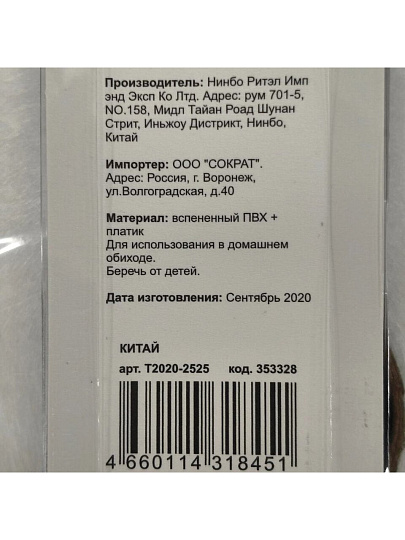 Производитель: Нинбо Ритэл Имп
энд Эксп Ко Лтд. Адрес: рум 701-5,
NO.158, Мидл Тайан Роад Шунан
Стрит, Иньжоу Дистрикт, Нинбо,
Китай
Импортер: ООО "СОКРАТ".
Адрес: Россия, г. Воронеж,
ул.Волгоградская, д.40
Материал: вспененный ПВХ +
платик
Для использования в домашнем
обиходе.
Беречь от детей.
Дата изготовления: Сентябрь 2020
КИТАЙ
арт. Т2020-2525 код. 353328
4 660114 318451